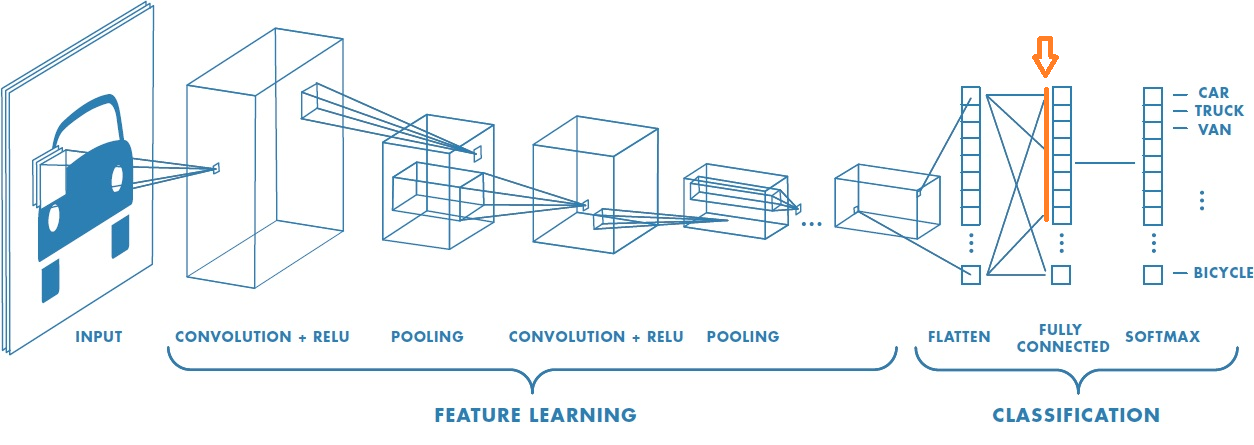 CAR
TRUCK
VAN
BICYCLE
INPUT
CONVOLUTION + RELU
POOLING
CONVOLUTION + RELU
POOLING
FLATTEN
FULLY
CONNECTED
SOFTMAX
FEATURE LEARNING
CLASSIFICATION